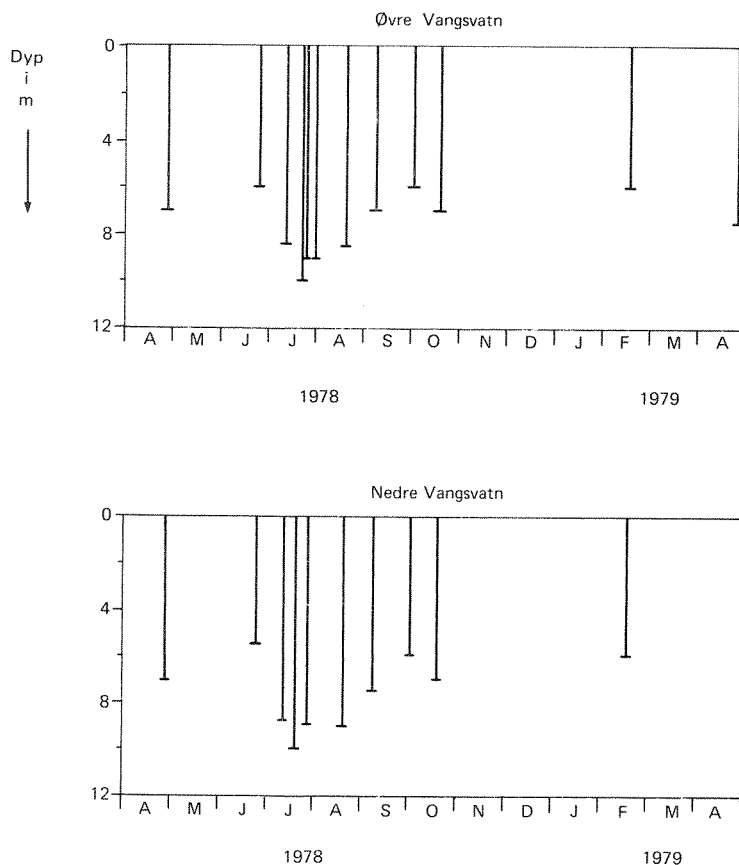 Øvre Vangsvatn
Dyp
i
m
0
4
8
12
A M J J A S O N D J F M A
1978 1979
Nedre Vangsvatn
0
4
8
12
A M J J A S O N D J F M A
1978 1979